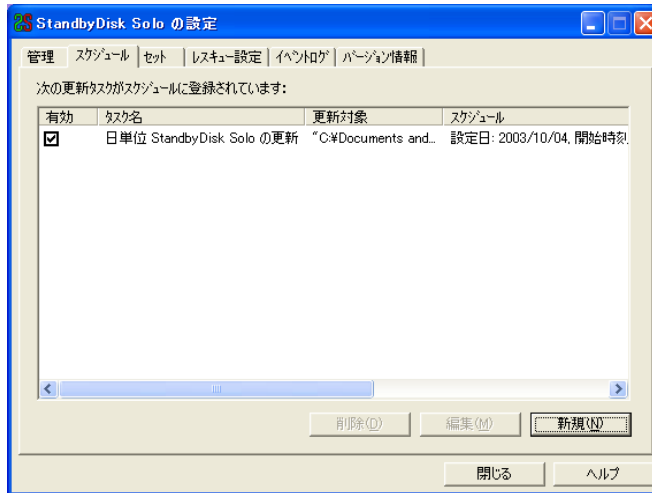 StandbyDisk Solo の設定
管理 スケジュール セット レスキュー設定 イベントログ バージョン情報
次の更新タスクがスケジュールに登録されています:
有効 タスク名 更新対象 スケジュール
日単位 StandbyDisk Solo の更新 "C:¥Documents and... 設定日: 2003/10/04, 開始時刻
削除(D) 編集(M) 新規(N)
閉じる ヘルプ